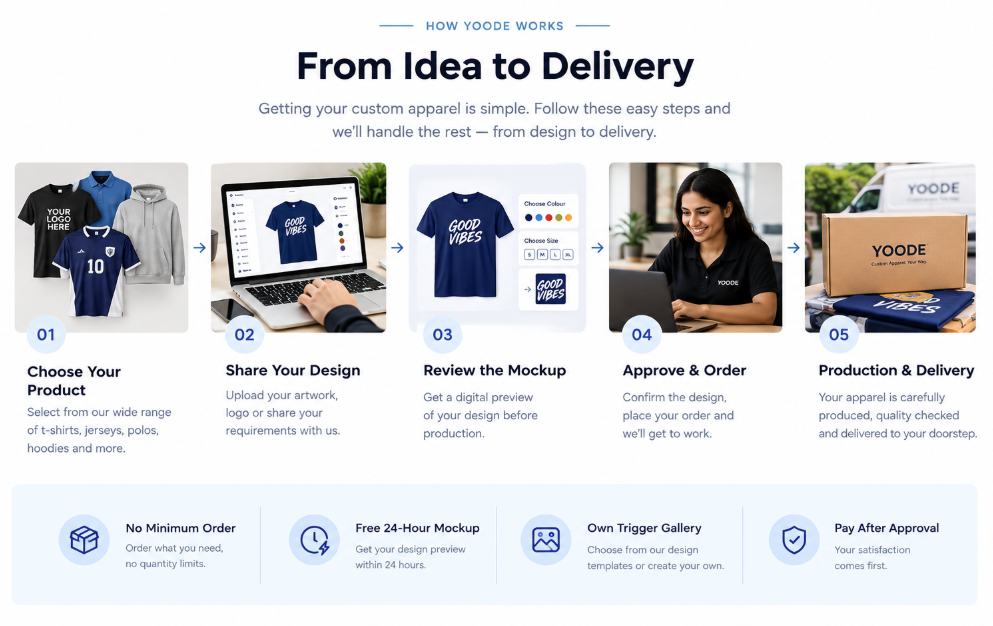 HOW YOODE WORKS
From Idea to Delivery
Getting your custom apparel is simple. Follow these easy steps and
we'll handle the rest — from design to delivery.
YOUR
LOGO
HERE
10
GOOD
VIBES
GOOD
VIBES
Choose Colour
Choose Size
S M L XL
GOOD
VIBES
YOODE
YOODE
YOODE
Custom Apparel. Your Way.
GOOD
VIBES
01
Choose Your
Product
Select from our wide range
of t-shirts, jerseys, polos,
hoodies and more.
02
Share Your Design
Upload your artwork,
logo or share your
requirements with us.
03
Review the Mockup
Get a digital preview
of your design before
production.
04
Approve & Order
Confirm the design,
place your order and
we'll get to work.
05
Production & Delivery
Your apparel is carefully
produced, quality checked
and delivered to your doorstep.
No Minimum Order
Order what you need,
no quantity limits.
Free 24-Hour Mockup
Get your design preview
within 24 hours.
Own Trigger Gallery
Choose from our design
templates or create your own.
Pay After Approval
Your satisfaction
comes first.